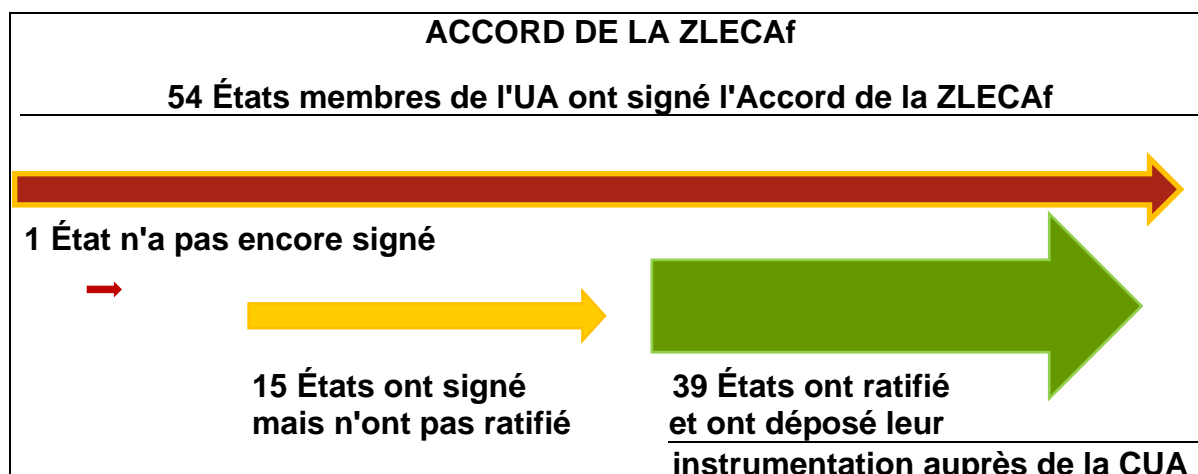 ACCORD DE LA ZLECAf
54 États membres de l'UA ont signé l'Accord de la ZLECAf
1 État n'a pas encore signé
15 États ont signé
mais n'ont pas ratifié
39 États ont ratifié
et ont déposé leur
instrumentation auprès de la CUA